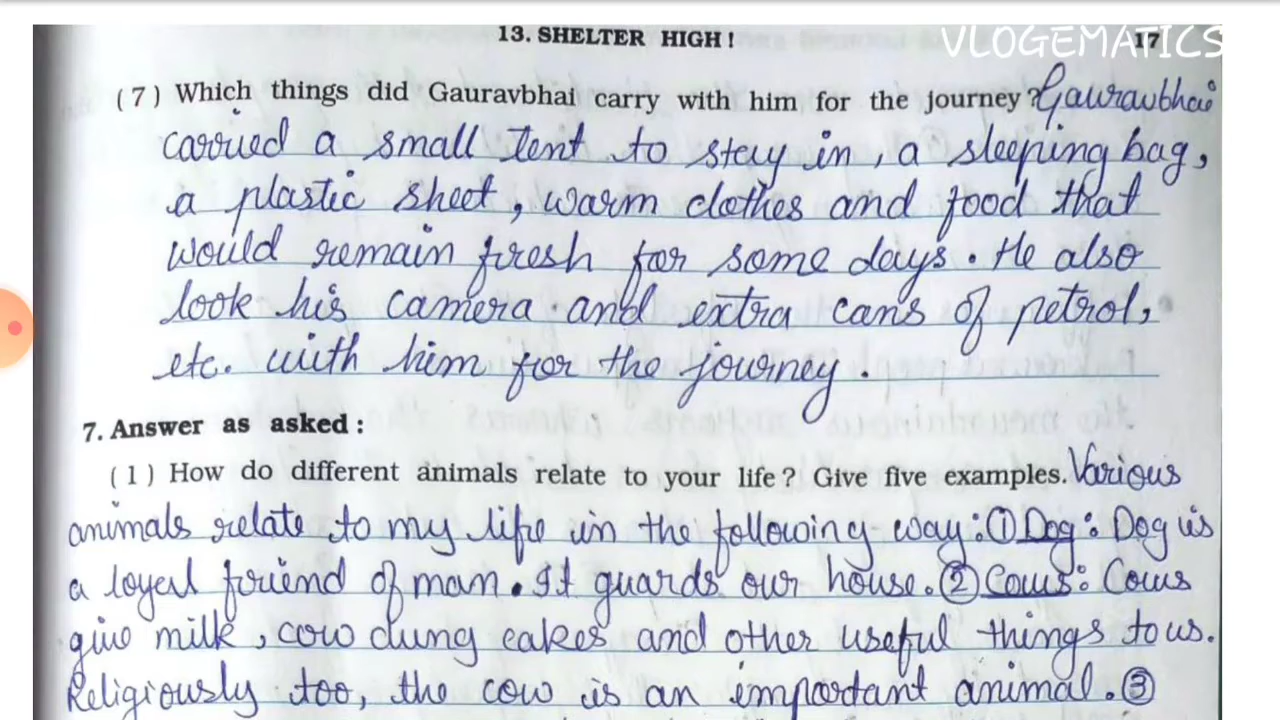 13. SHELTER HIGH!
17
VLOGEMATICS
(7) Which things did Gauravbhai carry with him for the journey? Gauravbhai
carried a small tent to stay in, a sleeping bag,
a plastic sheet, warm clothes and food that
would remain fresh for some days. He also
look his camera and extra cans of petrol,
etc. with him for the journey.
7. Answer as asked:
(1) How do different animals relate to your life? Give five examples. Various
animals relate to my life in the following way: ① Dog: Dog is
a loyal friend of man. It guards our house. ② Cows: Cows
give milk, cow dung cakes and other useful things to us.
Religiously too, the cow is an important animal. ③